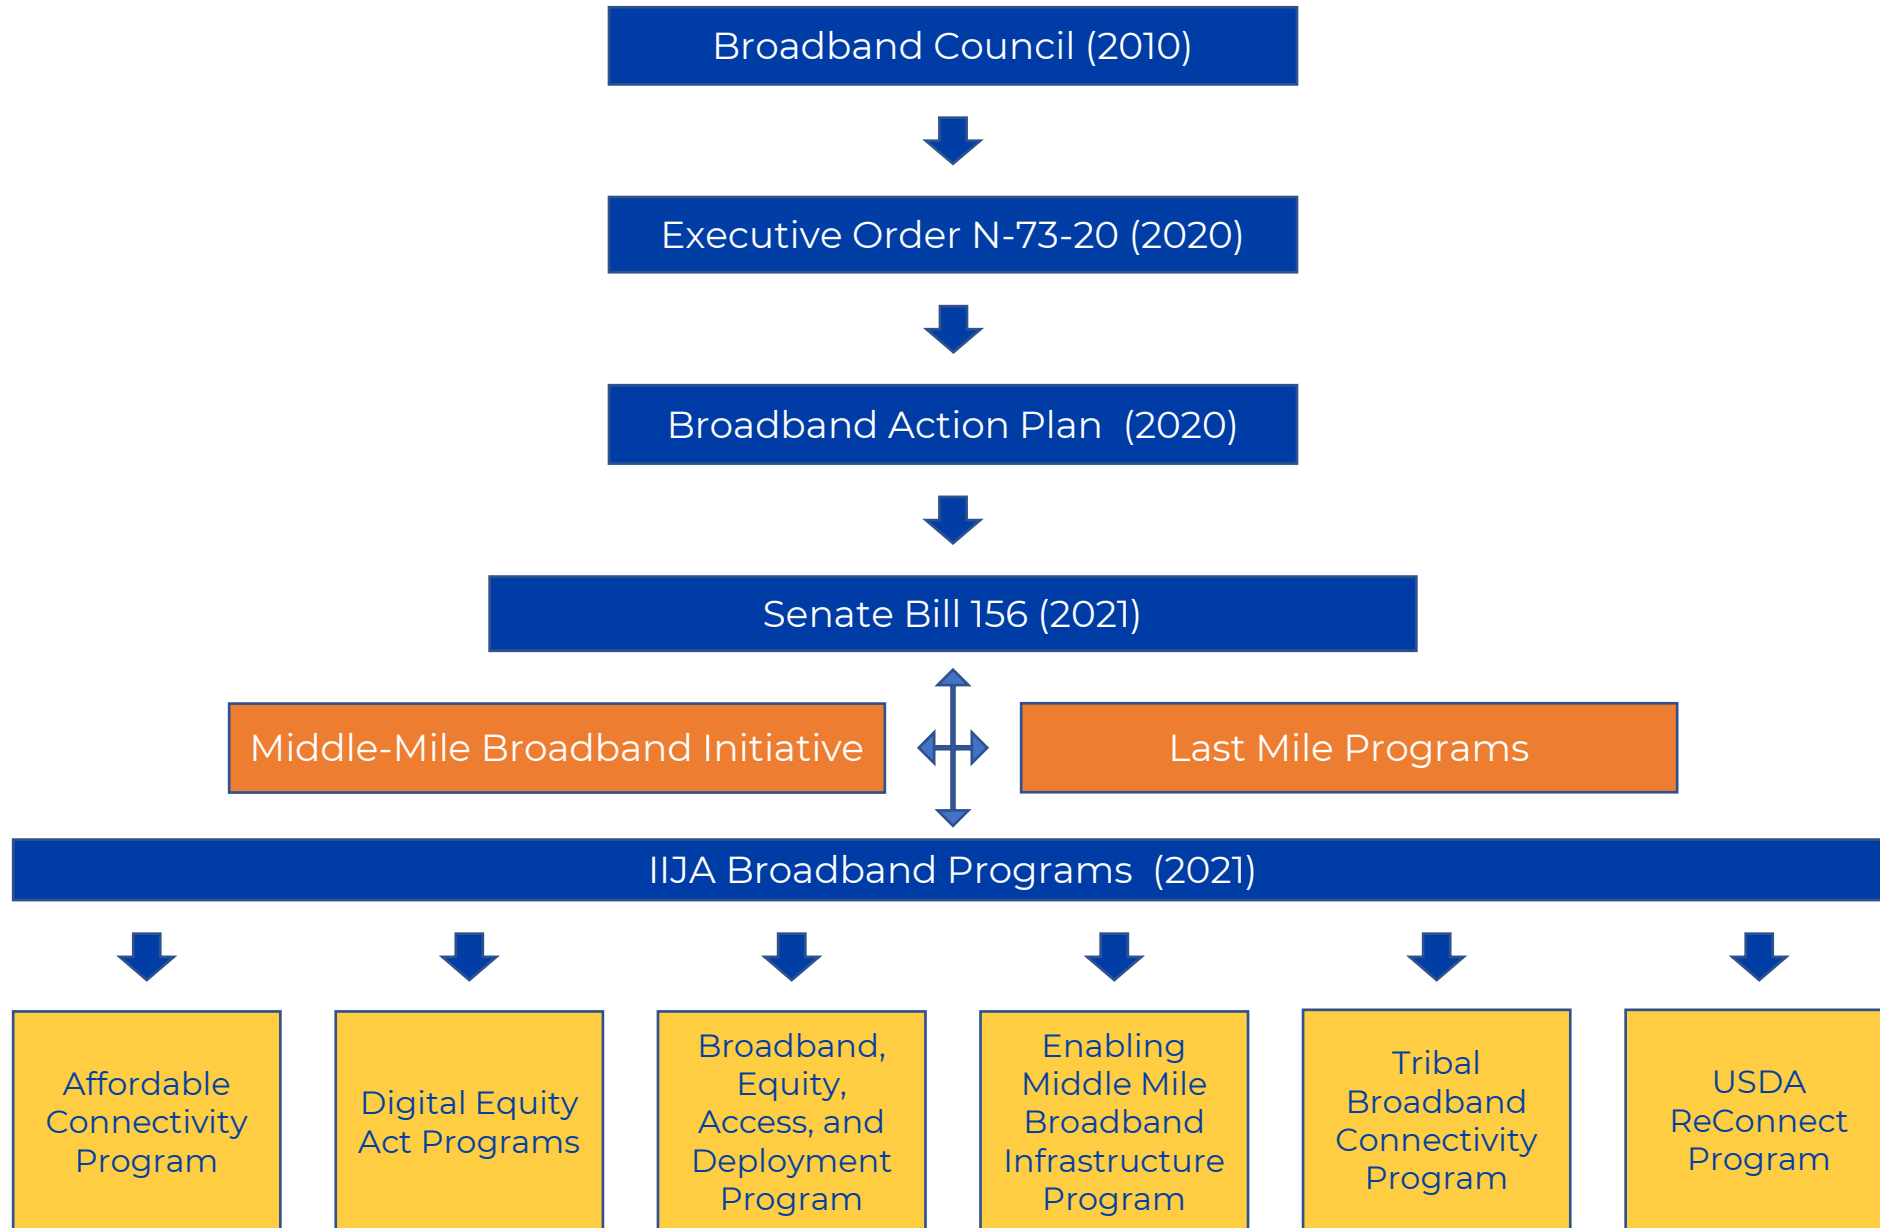 Broadband Council (2010)
Executive Order N-73-20 (2020)
Broadband Action Plan  (2020)
Senate Bill 156 (2021)
Middle-Mile Broadband Initiative
Last Mile Programs
IIJA Broadband Programs  (2021)
Affordable
Connectivity
Program
Digital Equity
Act Programs
Broadband,
Equity,
Access, and
Deployment
Program
Enabling
Middle Mile
Broadband
Infrastructure
Program
Tribal
Broadband
Connectivity
Program
USDA
ReConnect
Program